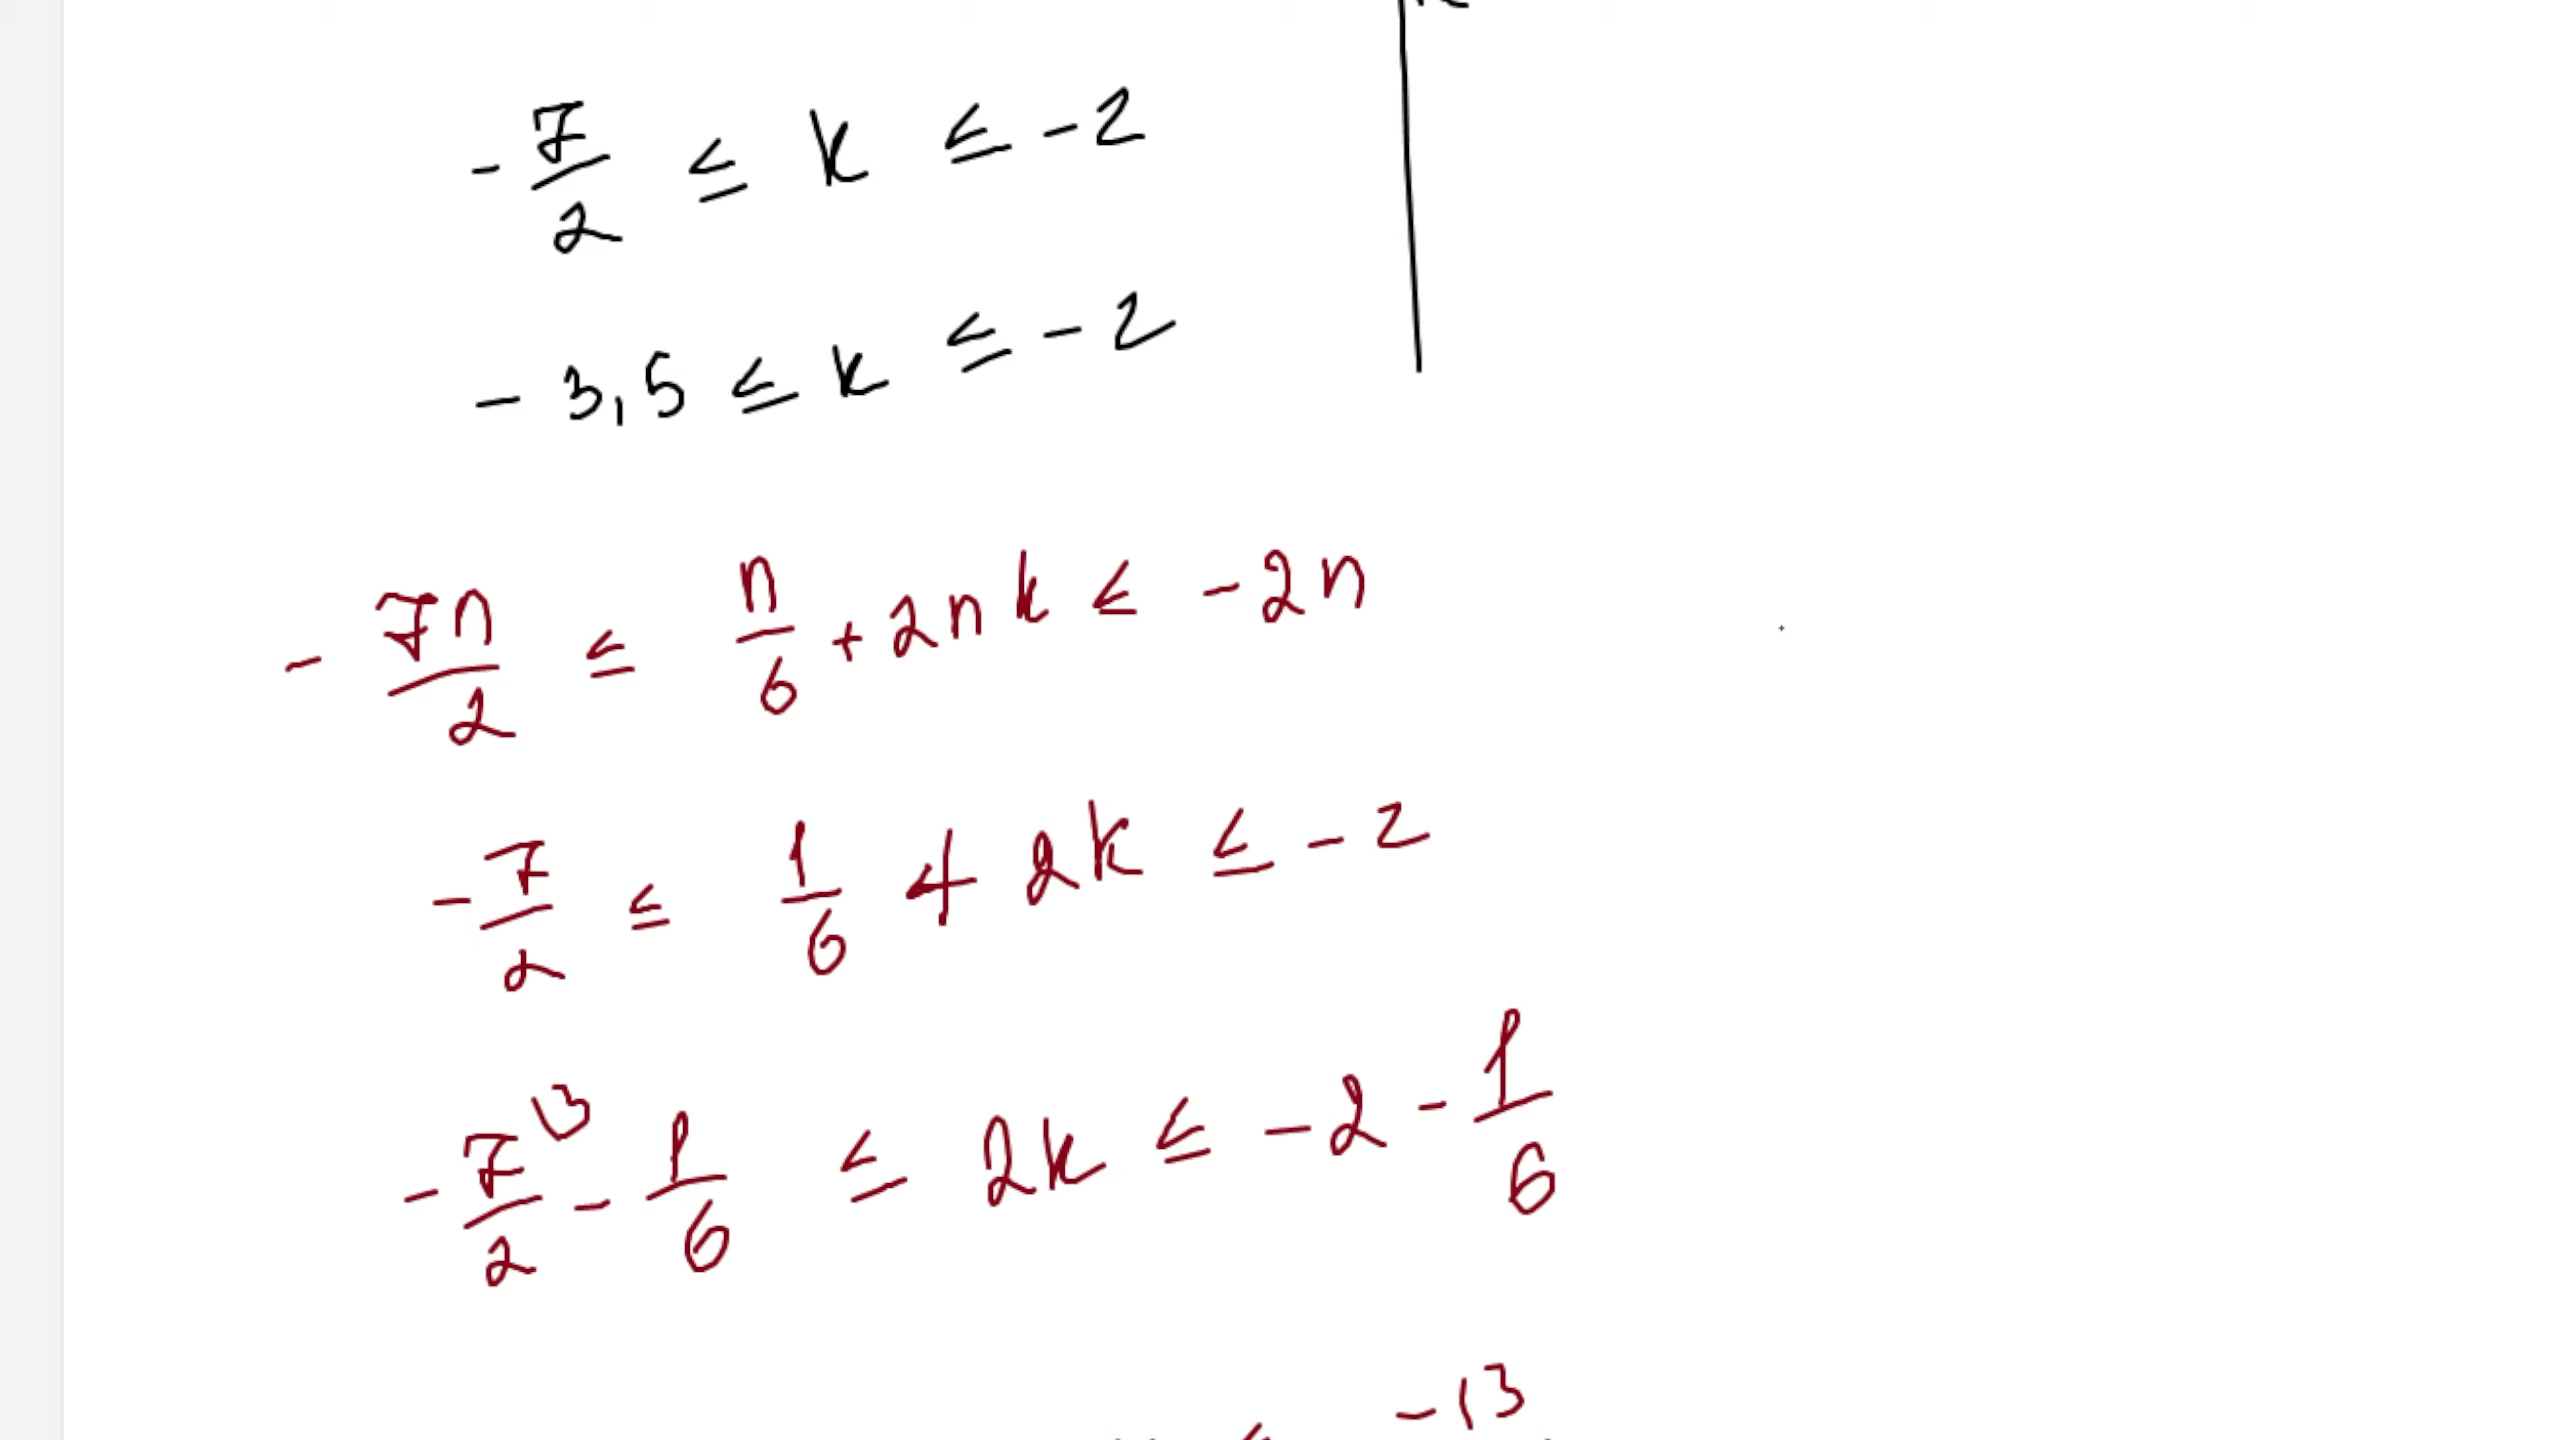 -7/2 ≤ k ≤ -2
-3,5 ≤ k ≤ -2
-7n/2 ≤ n/6 + 2nk ≤ -2n
-7/2 ≤ 1/6 + 2k ≤ -2
-7/2 ⁽³ - 1/6 ≤ 2k ≤ -2 - 1/6
≤ -13